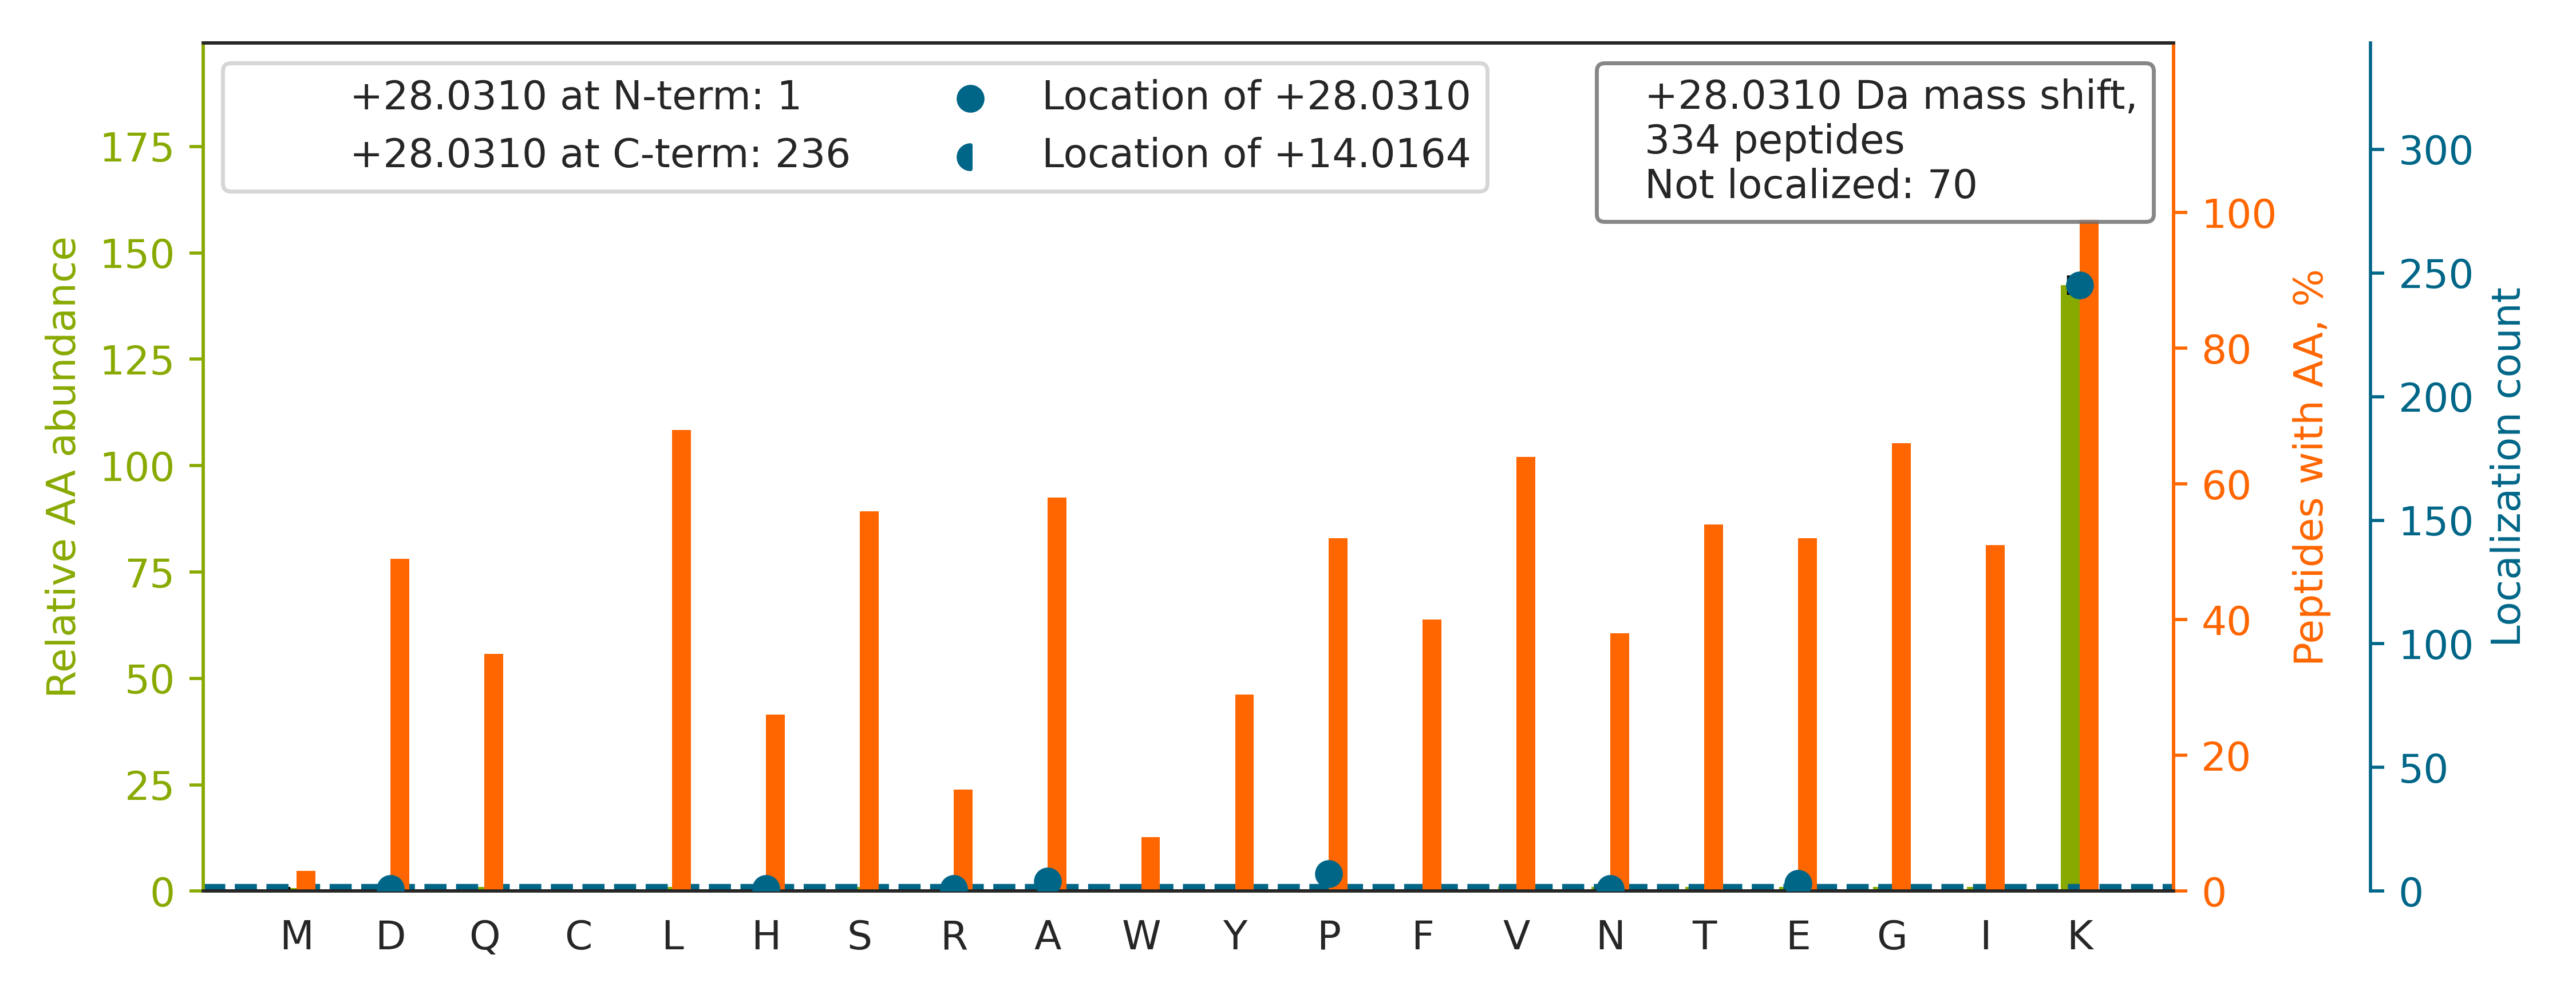 +28.0310 at N-term: 1
+28.0310 at C-term: 236
Location of +28.0310
Location of +14.0164
+28.0310 Da mass shift,
334 peptides
Not localized: 70
Relative AA abundance
175
150
125
100
75
50
25
0
M D Q C L H S R A W Y P F V N T E G I K
100
80
60
40
20
0
Peptides with AA, %
300
250
200
150
100
50
0
Localization count